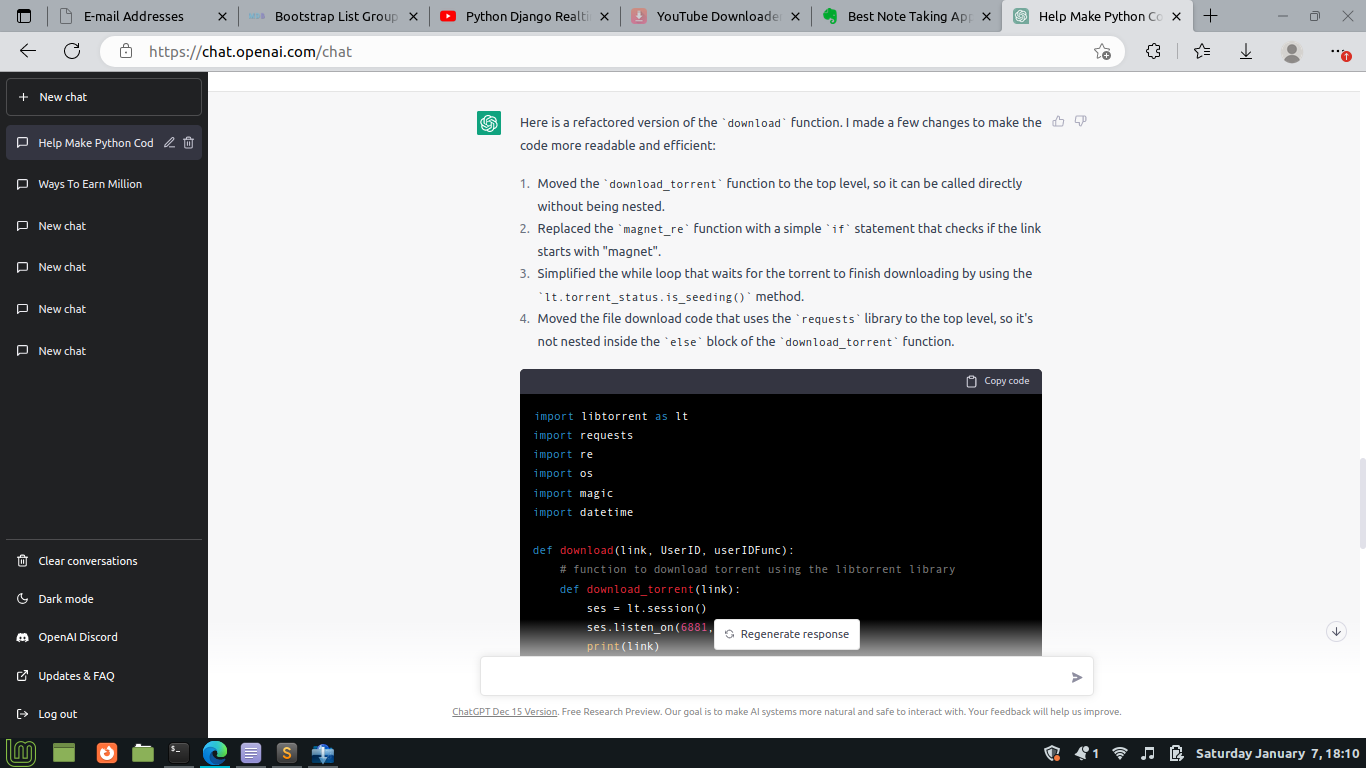 E-mail Addresses
Bootstrap List Group
Python Django Realti
YouTube Downloade
Best Note Taking App
Help Make Python Co
https://chat.openai.com/chat
New chat
Help Make Python Cod
Ways To Earn Million
New chat
New chat
New chat
New chat
Clear conversations
Dark mode
OpenAI Discord
Updates & FAQ
Log out
Here is a refactored version of the `download` function. I made a few changes to make the
code more readable and efficient:
1. Moved the `download_torrent` function to the top level, so it can be called directly
without being nested.
2. Replaced the `magnet_re` function with a simple `if` statement that checks if the link
starts with "magnet".
3. Simplified the while loop that waits for the torrent to finish downloading by using the
`lt.torrent_status.is_seeding()` method.
4. Moved the file download code that uses the `requests` library to the top level, so it's
not nested inside the `else` block of the `download_torrent` function.
Copy code
import libtorrent as lt
import requests
import re
import os
import magic
import datetime
def download(link, UserID, userIDFunc):
# function to download torrent using the libtorrent library
def download_torrent(link):
ses = lt.session()
ses.listen_on(6881,
print(link)
Regenerate response
ChatGPT Dec 15 Version. Free Research Preview. Our goal is to make AI systems more natural and safe to interact with. Your feedback will help us improve.
1
Saturday January 7, 18:10